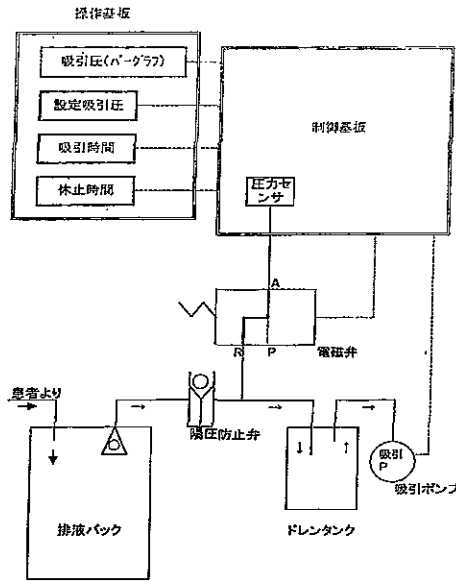 操作基板
吸引圧(バーグラフ)
設定吸引圧
吸引時間
休止時間
制御基板
圧力セ
ンサ
A
R
P
電磁弁
患者より
陽圧防止弁
吸引
P
吸引ポンプ
排液バック
ドレンタンク